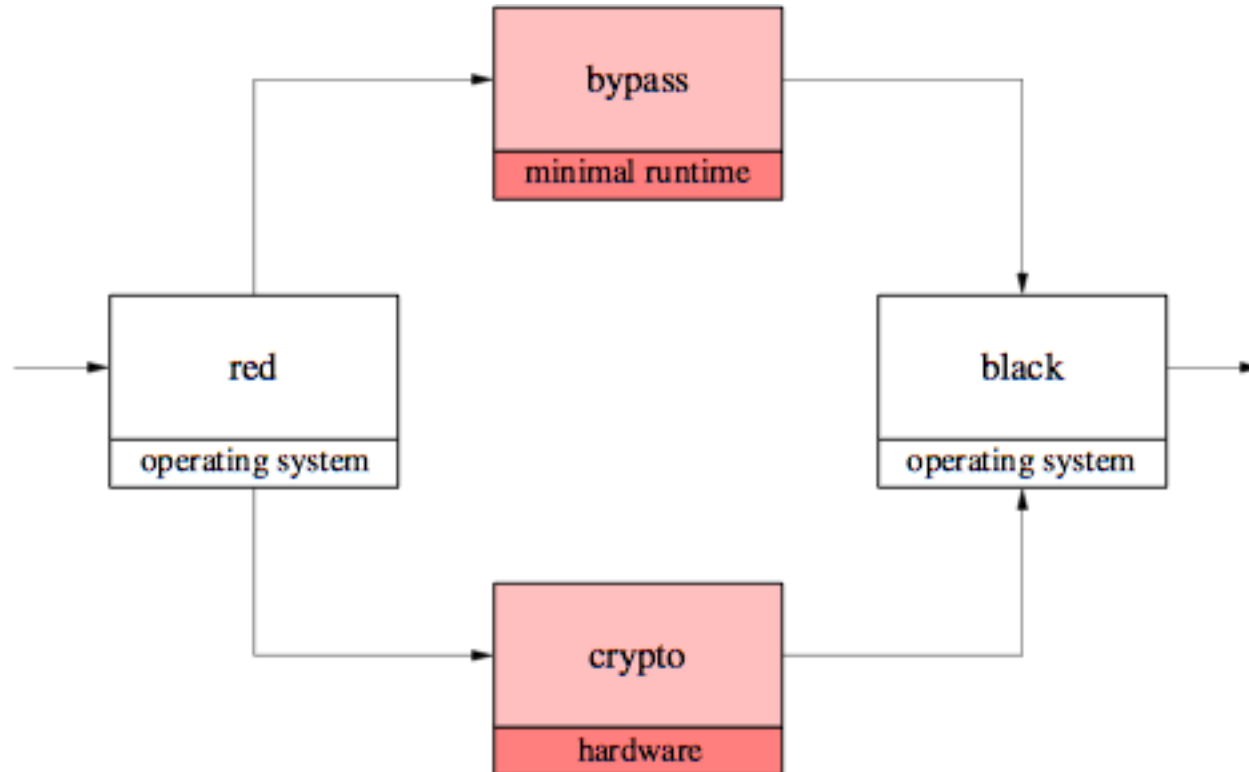 bypass
minimal runtime
red
operating system
black
operating system
crypto
hardware